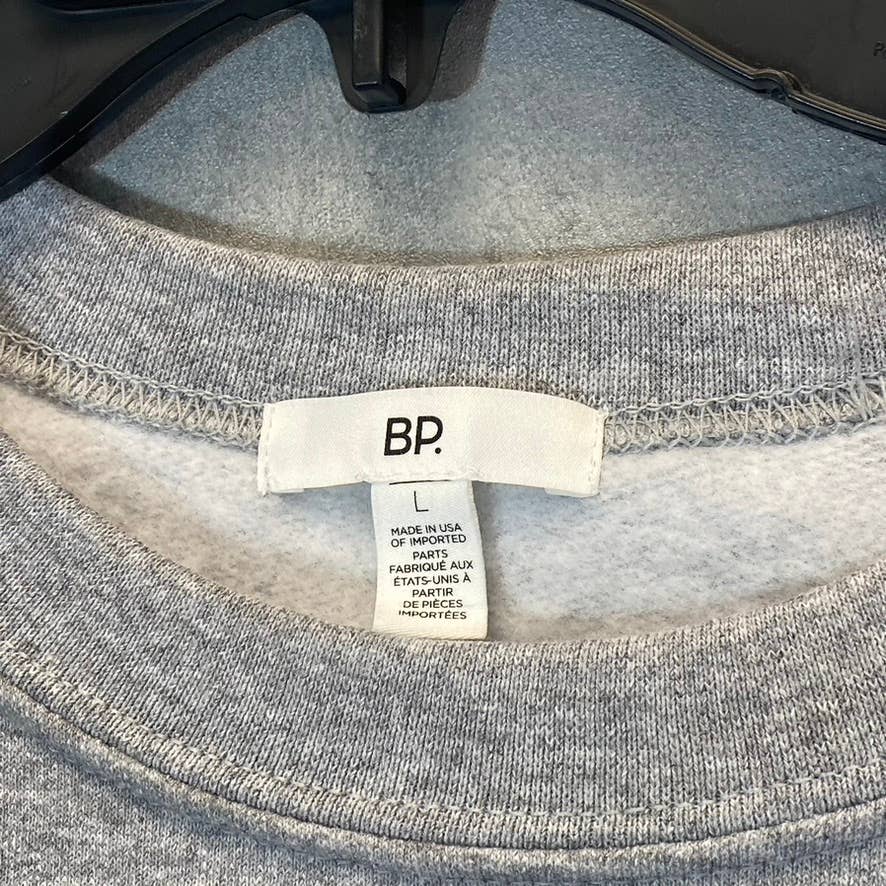 BP.
L
MADE IN USA
OF IMPORTED
PARTS
FABRIQUÉ AUX
ÉTATS-UNIS À
PARTIR
DE PIÈCES
IMPORTÉES